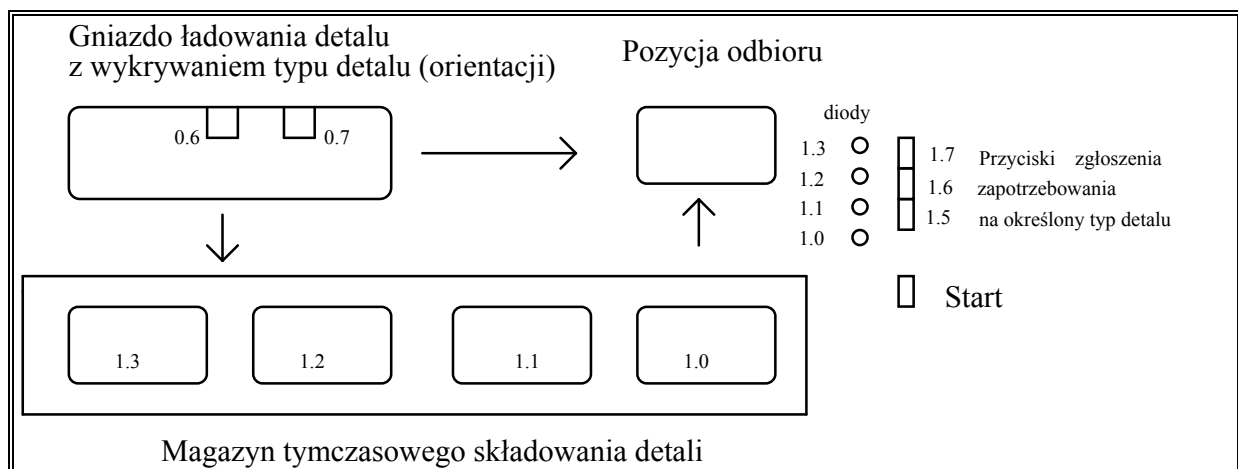 Gniazdo ładowania detalu
z wykrywaniem typu detalu (orientacji)
Pozycja odbioru
diody
0.6
0.7
1.3
1.2
1.1
1.0
1.7 Przyciski zgłoszenia
1.6 zapotrzebowania
1.5 na określony typ detalu
Start
1.3
1.2
1.1
1.0
Magazyn tymczasowego składowania detali